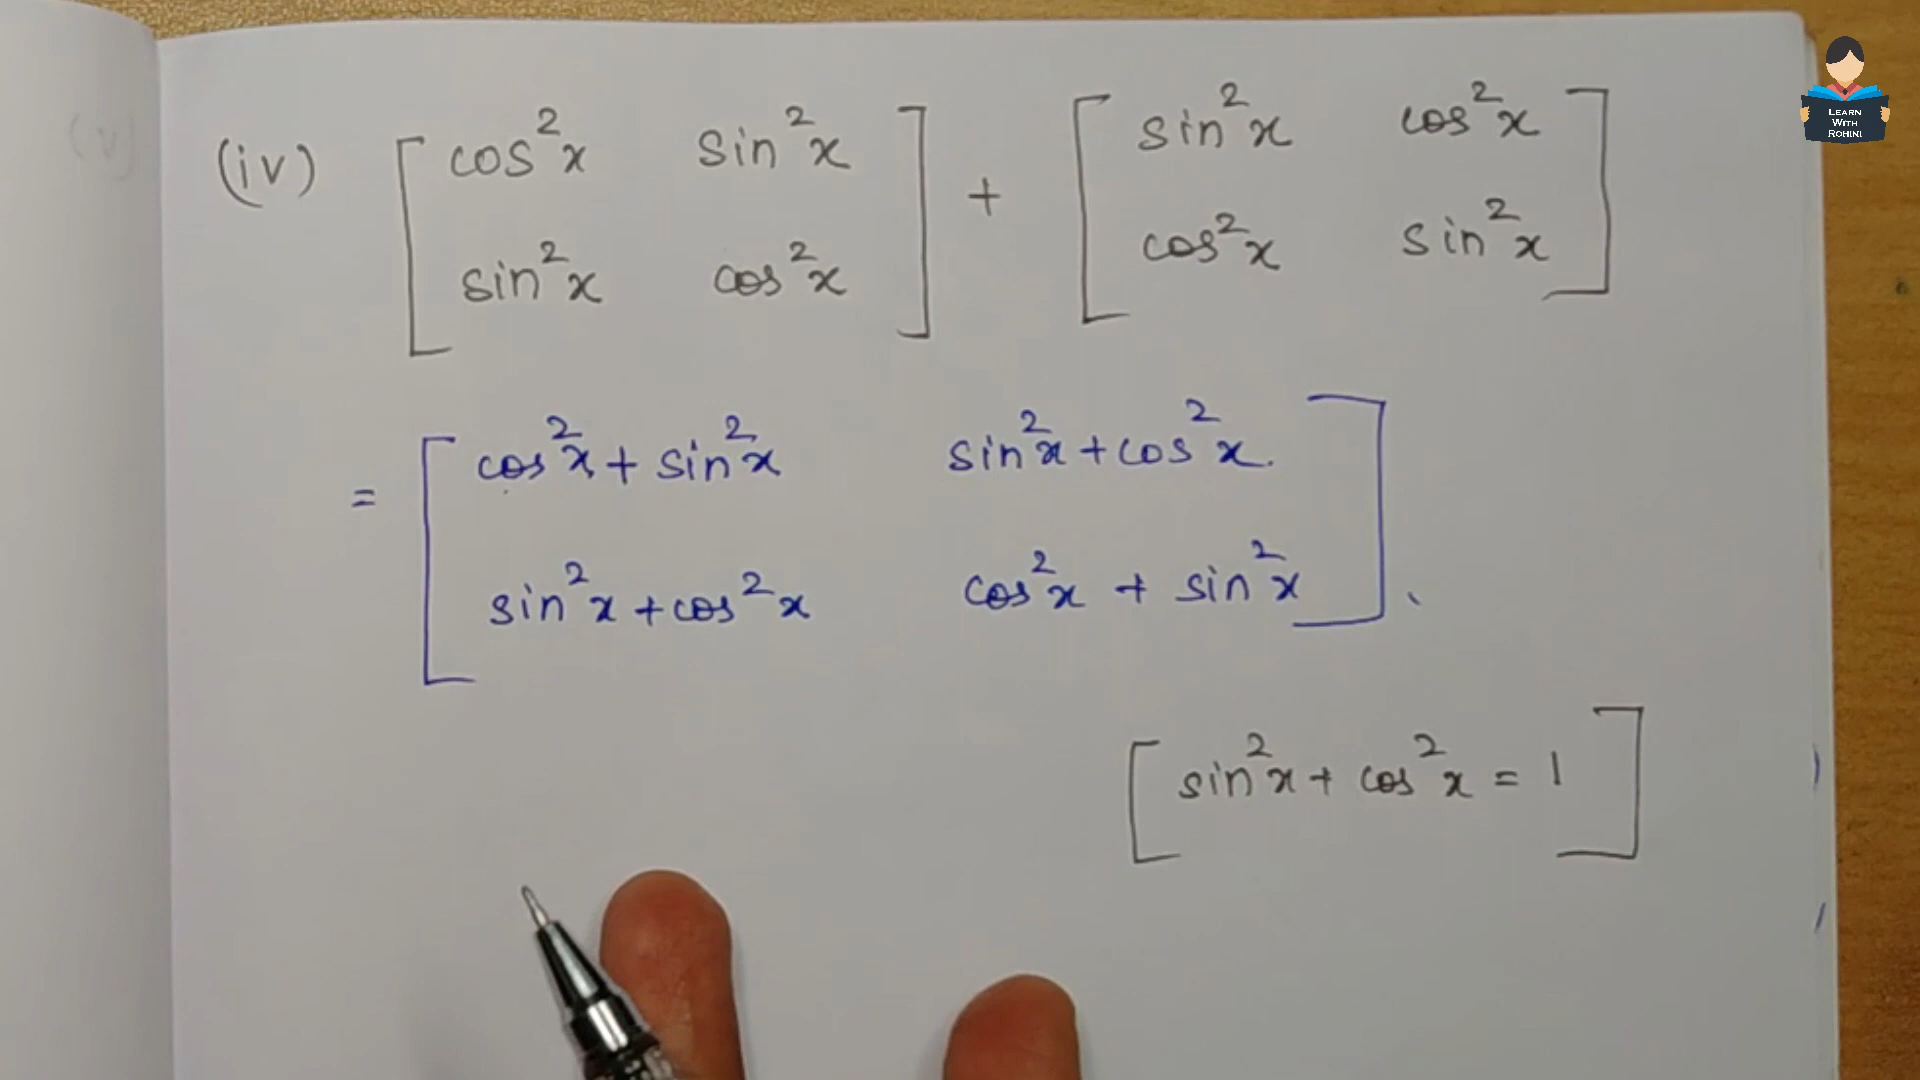 (iv) [ cos²x sin²x ] + [ sin²x cos²x ]
[ sin²x cos²x ] [ cos²x sin²x ]
= [ cos²x + sin²x sin²x + cos²x. ]
[ sin²x + cos²x cos²x + sin²x ].
[ sin²x + cos²x = 1 ]
LEARN
WITH
ROHINI
(v)